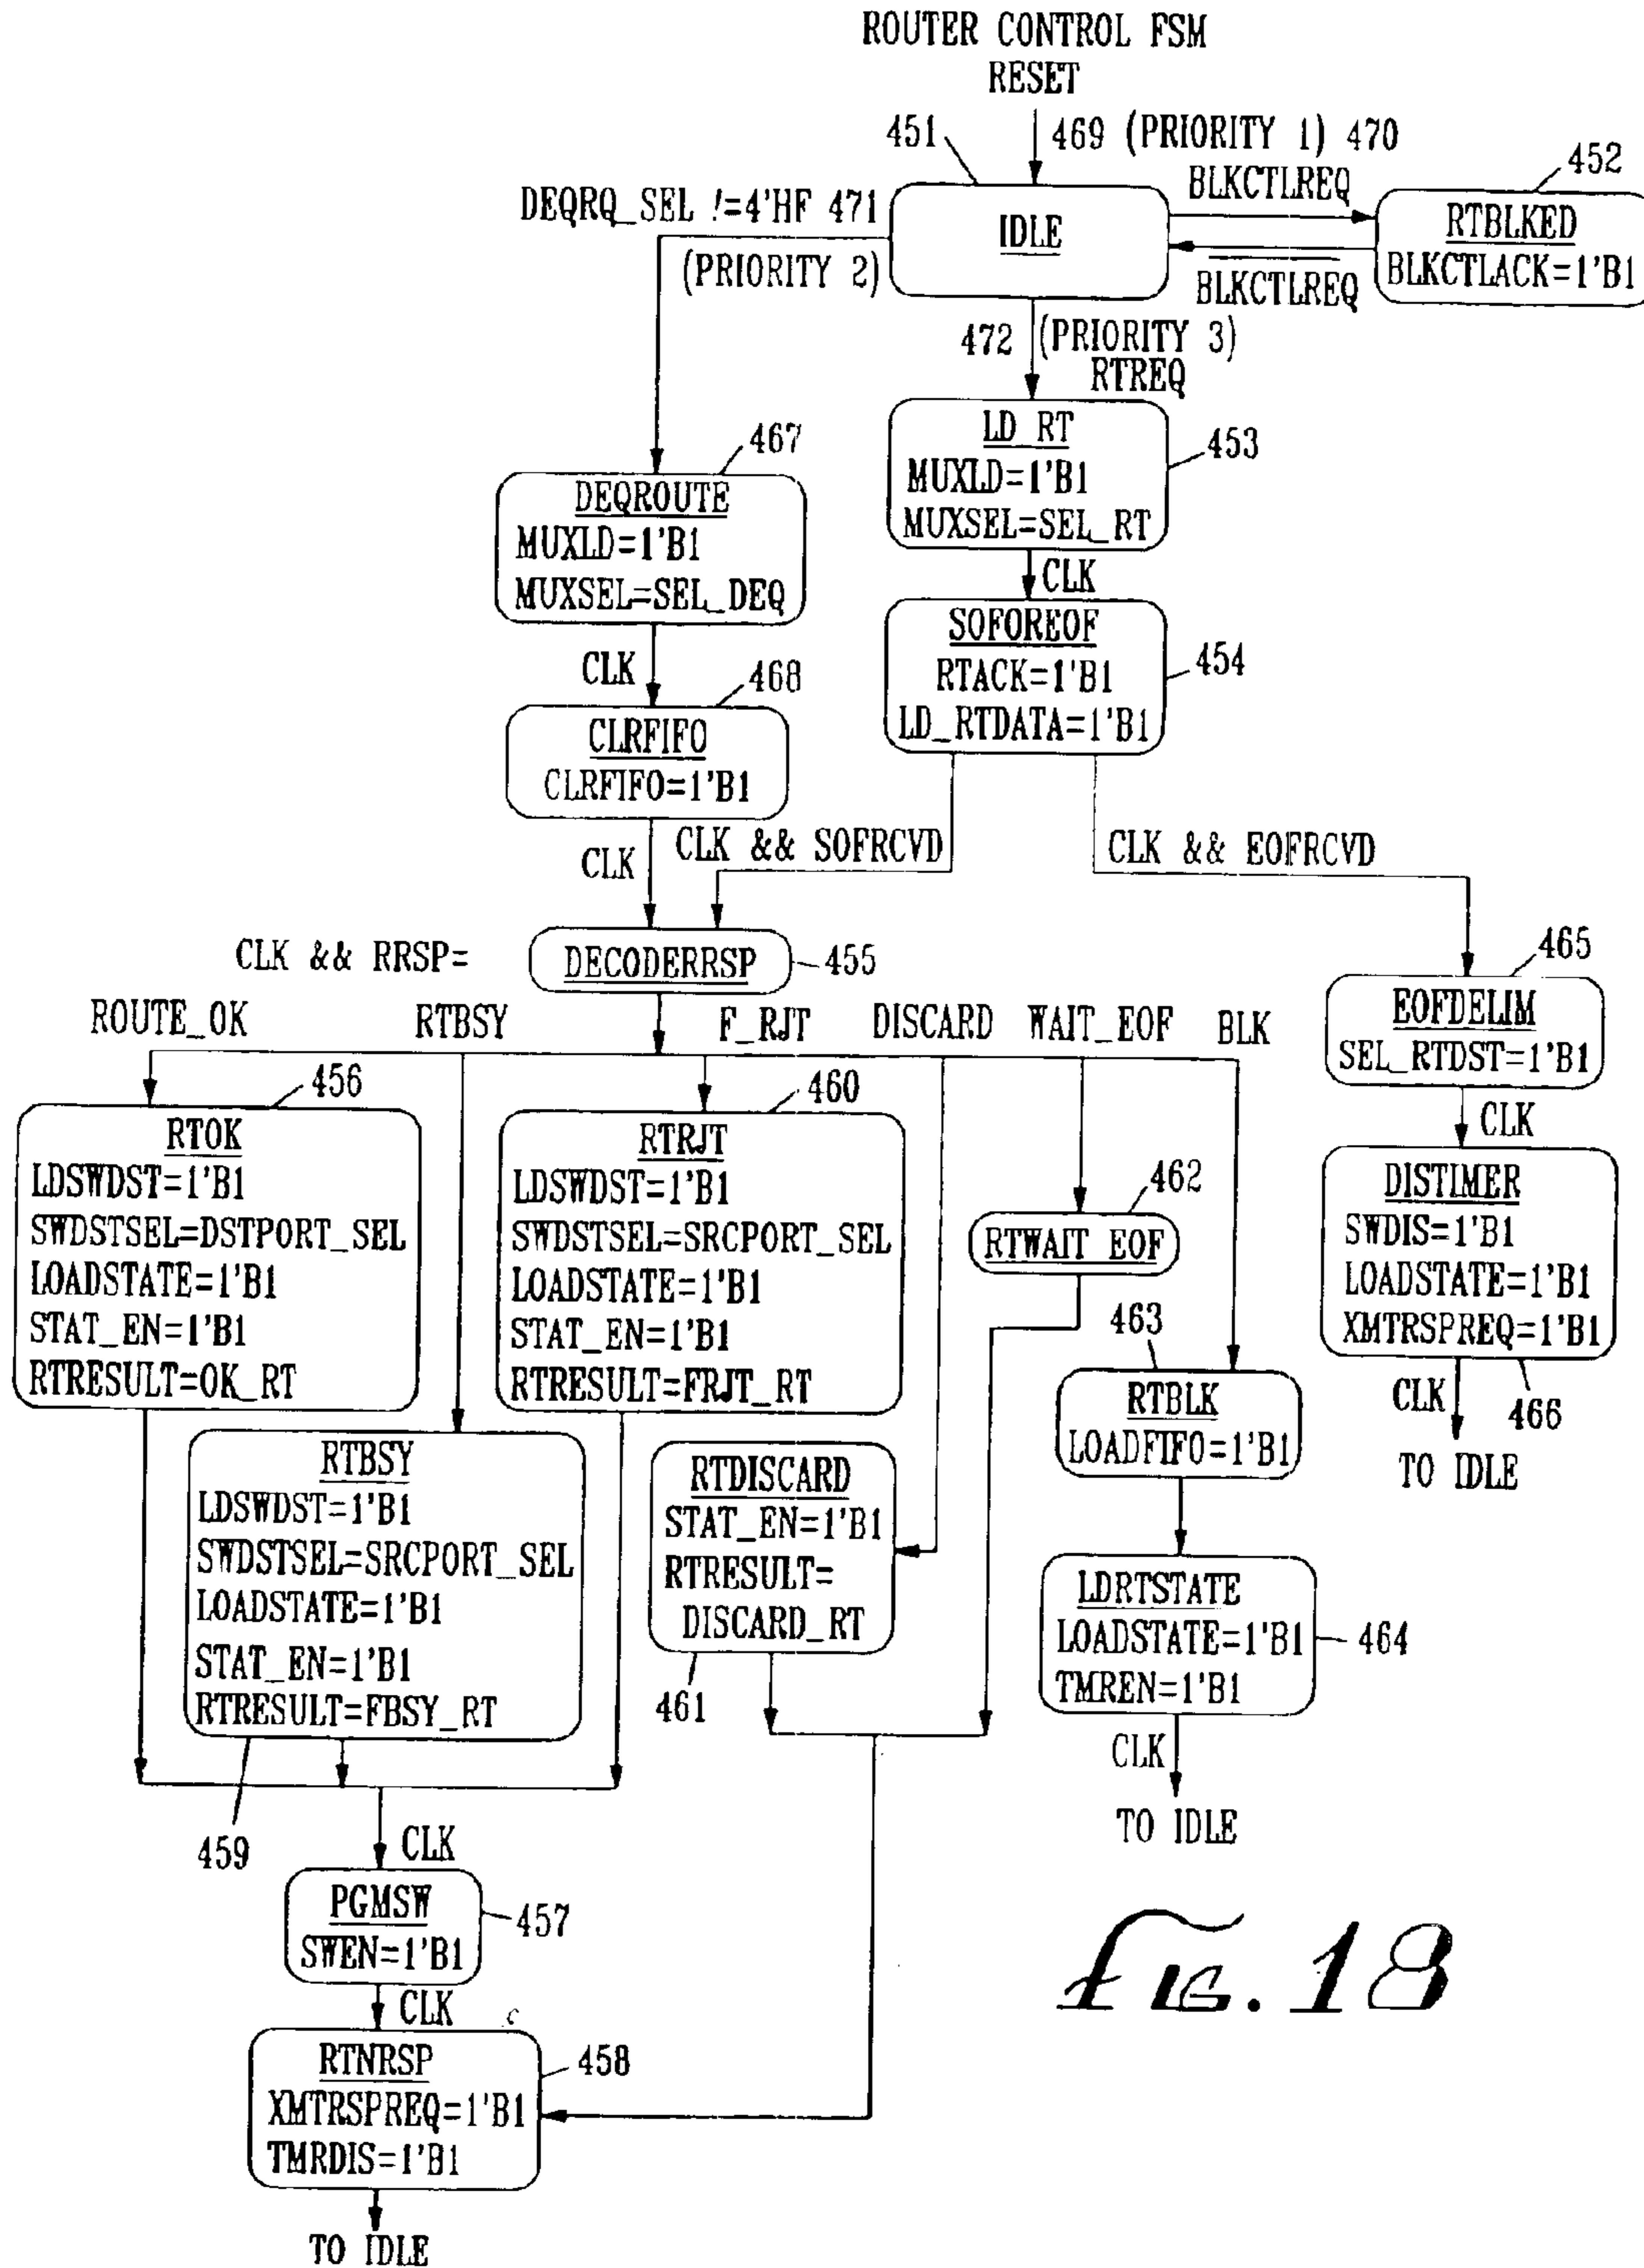 ROUTER CONTROL FSM
RESET
451
469 (PRIORITY 1) 470
452
DEQRQ_SEL !=4'HF 471
(PRIORITY 2)
IDLE
BLKCTLREQ
BLKCTLREQ
RTBLKED
BLKCTLACK=1'B1
472 (PRIORITY 3)
RTREQ
467
DEQROUTE
MUXLD=1'B1
MUXSEL=SEL_DEQ
LD_RT
MUXLD=1'B1
MUXSEL=SEL_RT
453
CLK
CLK
SOFOREOF
RTACK=1'B1
LD_RTDATA=1'B1
454
468
CLRFIFO
CLRFIFO=1'B1
CLK
CLK && SOFRCVD
CLK && EOFRCVD
CLK && RRSP=
DECODERRSP
455
465
EOFDELIM
SEL_RTDST=1'B1
ROUTE_OK
RTBSY
F_RJT
DISCARD
WAIT_EOF
BLK
CLK
456
RTOK
LDSWDST=1'B1
SWDSTSEL=DSTPORT_SEL
LOADSTATE=1'B1
STAT_EN=1'B1
RTRESULT=OK_RT
460
RTRJT
LDSWDST=1'B1
SWDSTSEL=SRCPORT_SEL
LOADSTATE=1'B1
STAT_EN=1'B1
RTRESULT=FRJT_RT
462
RTWAIT_EOF
DISTIMER
SWDIS=1'B1
LOADSTATE=1'B1
XMTRSPREQ=1'B1
CLK
466
TO IDLE
463
RTBLK
LOADFIFO=1'B1
RTBSY
LDSWDST=1'B1
SWDSTSEL=SRCPORT_SEL
LOADSTATE=1'B1
STAT_EN=1'B1
RTRESULT=FBSY_RT
459
RTDISCARD
STAT_EN=1'B1
RTRESULT=
DISCARD_RT
461
LDRTSTATE
LOADSTATE=1'B1
TMREN=1'B1
464
CLK
TO IDLE
CLK
PGMSW
SWEN=1'B1
457
CLK
RTNRSP
XMTRSPREQ=1'B1
TMRDIS=1'B1
458
TO IDLE
FIG. 18